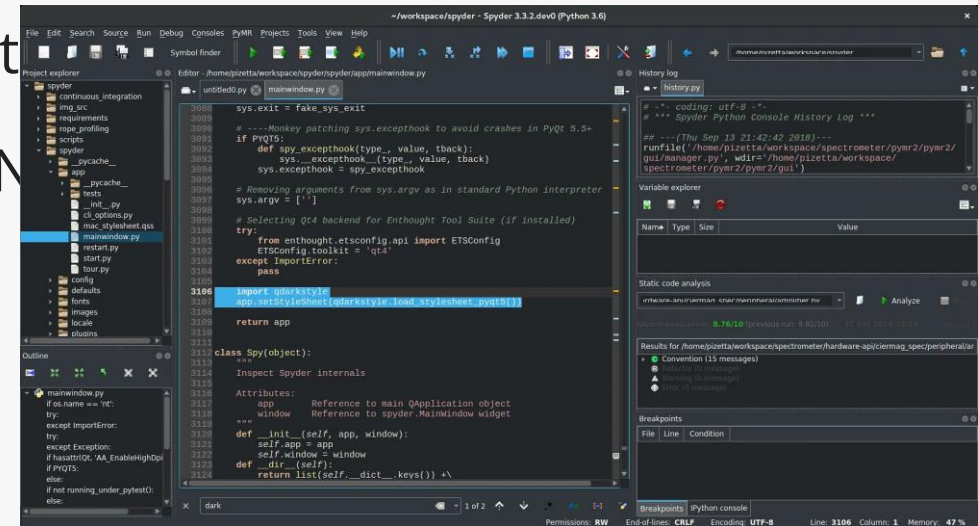 t
N
~/workspace/spyder - Spyder 3.3.2.dev0 (Python 3.6)
File Edit Search Source Run Debug Consoles PyMR Projects Tools View Help
Symbol finder
/home/pizetta/workspace/spyder
Project explorer
spyder
continuous_integration
img_src
requirements
rope_profiling
scripts
spyder
__pycache__
app
__pycache__
tests
__init__.py
cli_options.py
mac_stylesheet.qss
mainwindow.py
restart.py
start.py
tour.py
config
defaults
fonts
images
locale
plugins
Outline
mainwindow.py
if os.name == 'nt':
try:
except ImportError:
try:
except Exception:
if hasattr(Qt, 'AA_EnableHighDpi
if PYQT5:
else:
if not running_under_pytest():
else:
Editor - /home/pizetta/workspace/spyder/spyder/app/mainwindow.py
untitled0.py mainwindow.py
3088 sys.exit = fake_sys_exit
3089
3090 # ----Monkey patching sys.excepthook to avoid crashes in PyQt 5.5+
3091 if PYQT5:
3092 def spy_excepthook(type_, value, tback):
3093 sys.__excepthook__(type_, value, tback)
3094 sys.excepthook = spy_excepthook
3095
3096 # Removing arguments from sys.argv as in standard Python interpreter
3097 sys.argv = ['']
3098
3099 # Selecting Qt4 backend for Enthought Tool Suite (if installed)
3100 try:
3101 from enthought.etsconfig.api import ETSConfig
3102 ETSConfig.toolkit = 'qt4'
3103 except ImportError:
3104 pass
3105
3106 import qdarkstyle
3107 app.setStyleSheet(qdarkstyle.load_stylesheet_pyqt5())
3108
3109 return app
3110
3111
3112 class Spy(object):
3113 """
3114 Inspect Spyder internals
3115
3116 Attributes:
3117 app Reference to main QApplication object
3118 window Reference to spyder.MainWindow widget
3119 """
3120 def __init__(self, app, window):
3121 self.app = app
3122 self.window = window
3123 def __dir__(self):
3124 return list(self.__dict__.keys()) +\
dark
1 of 2
History log
history.py
# -*- coding: utf-8 -*-
# *** Spyder Python Console History Log ***
## ---(Thu Sep 13 21:42:42 2018)---
runfile('/home/pizetta/workspace/spectrometer/pymr2/pymr2/
gui/manager.py', wdir='/home/pizetta/workspace/
spectrometer/pymr2/pymr2/gui')
Variable explorer
Name Type Size Value
Static code analysis
Analyze
8.76/10 (previous run: 9.92/10)
Results for /home/pizetta/workspace/spectrometer/hardware-api/ciermag_spec/peripheral/ar
Convention (15 messages)
Refactor (0 message)
Warning (0 message)
Error (0 message)
Breakpoints
File Line Condition
Breakpoints IPython console
Permissions: RW End-of-lines: CRLF Encoding: UTF-8 Line: 3106 Column: 1 Memory: 47 %